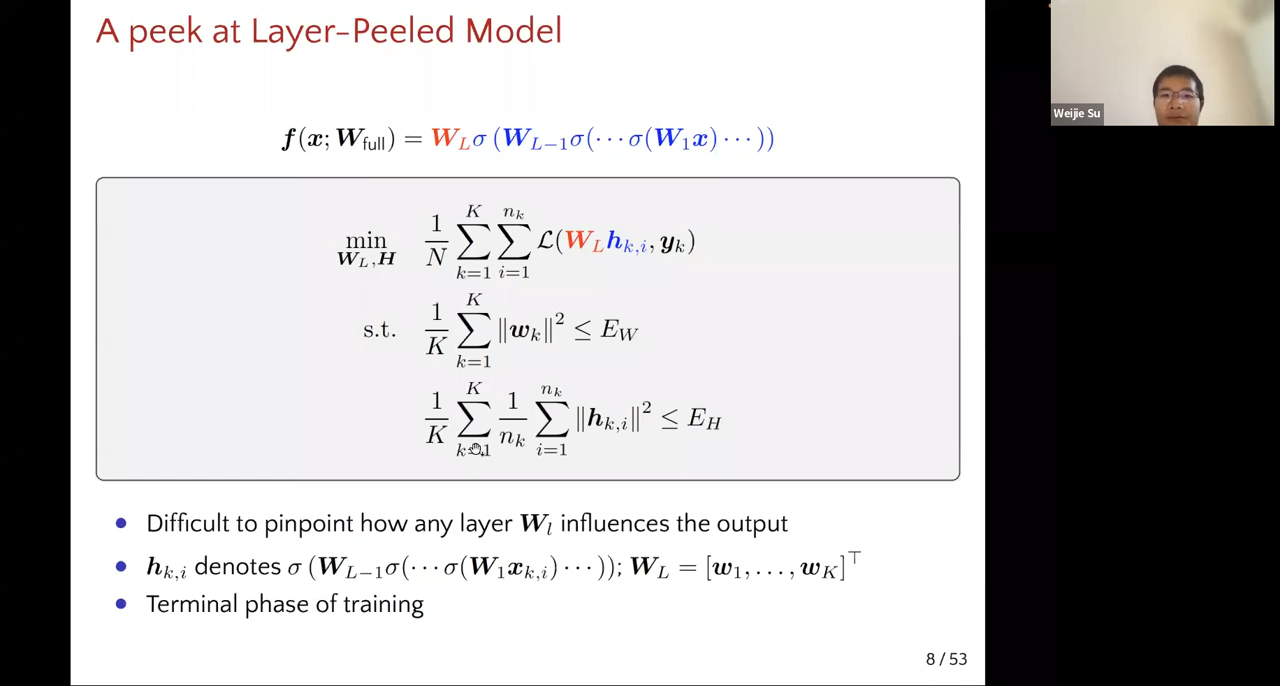 A peek at Layer-Peeled Model
Weijie Su
f(x; W_full) = W_L σ (W_{L−1} σ(··· σ(W_1 x) ···))
min_{W_L, H} 1/N ∑_{k=1}^{K} ∑_{i=1}^{n_k} ℒ(W_L h_{k,i}, y_k)
s.t. 1/K ∑_{k=1}^{K} ‖w_k‖² ≤ E_W
1/K ∑_{k=1}^{K} 1/n_k ∑_{i=1}^{n_k} ‖h_{k,i}‖² ≤ E_H
• Difficult to pinpoint how any layer W_l influences the output
• h_{k,i} denotes σ (W_{L−1} σ(··· σ(W_1 x_{k,i}) ···)); W_L = [w_1, . . . , w_K]^⊤
• Terminal phase of training
8 / 53